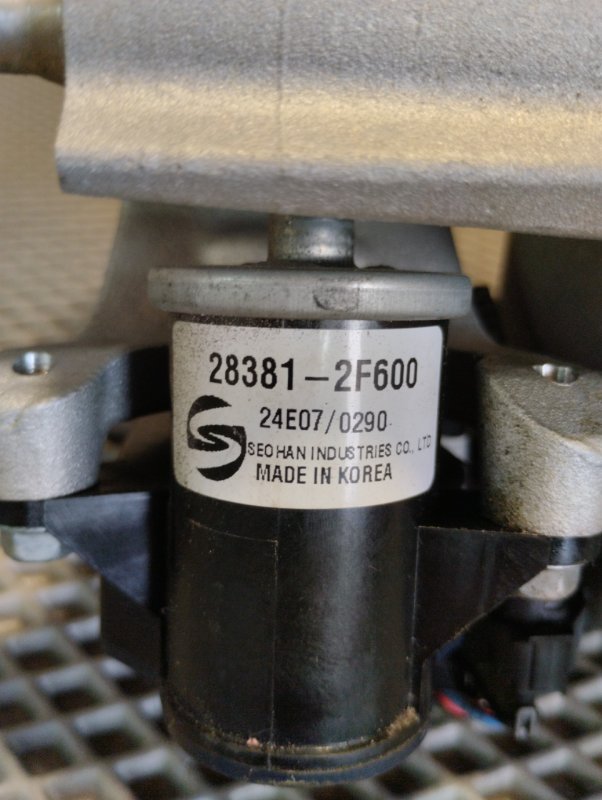 28381-2F600
24E07/0290
SEOHAN INDUSTRIES CO., LTD
MADE IN KOREA